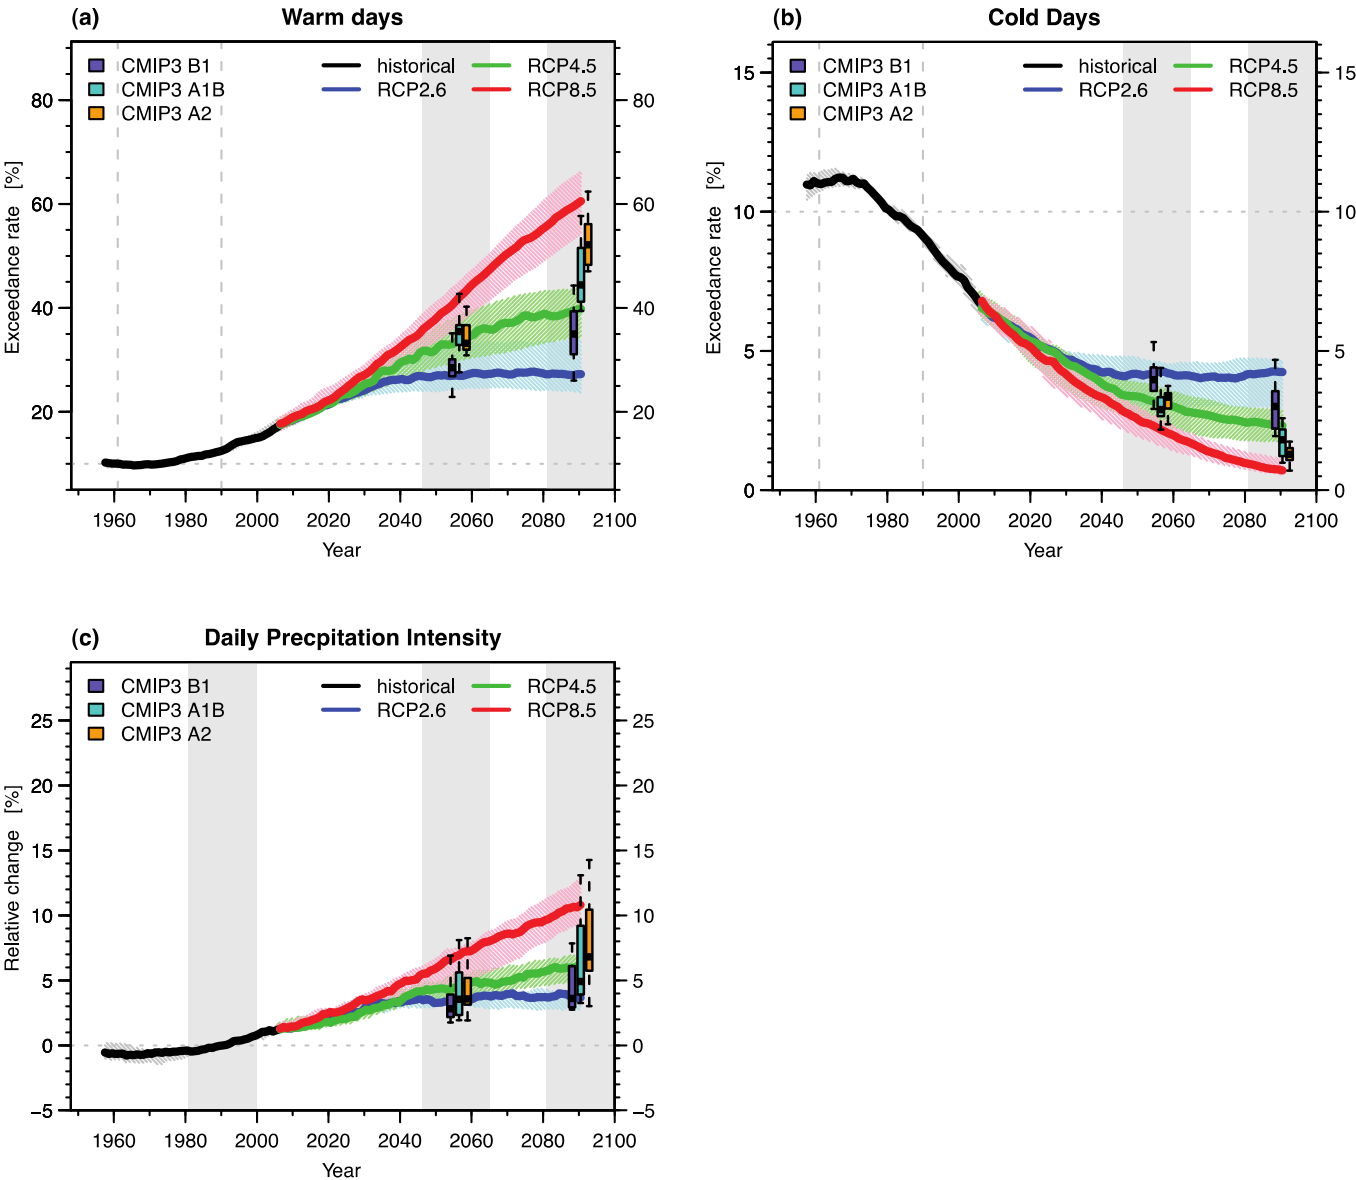 (a) Warm days
CMIP3 B1
CMIP3 A1B
CMIP3 A2
historical
RCP2.6
RCP4.5
RCP8.5
Exceedance rate [%]
80
60
40
20
80
60
40
20
1960 1980 2000 2020 2040 2060 2080 2100
Year
(b) Cold Days
CMIP3 B1
CMIP3 A1B
CMIP3 A2
historical
RCP2.6
RCP4.5
RCP8.5
Exceedance rate [%]
15
10
5
0
15
10
5
0
1960 1980 2000 2020 2040 2060 2080 2100
Year
(c) Daily Precpitation Intensity
CMIP3 B1
CMIP3 A1B
CMIP3 A2
historical
RCP2.6
RCP4.5
RCP8.5
Relative change [%]
25
20
15
10
5
0
−5
25
20
15
10
5
0
−5
1960 1980 2000 2020 2040 2060 2080 2100
Year